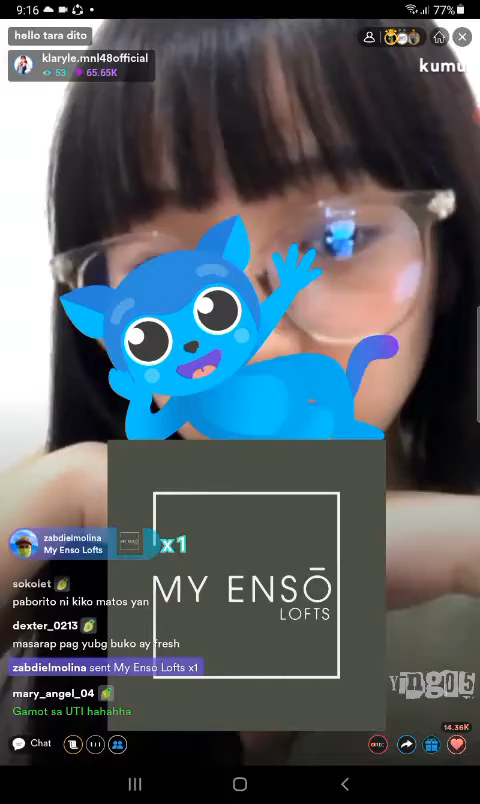 9:16
77%
hello tara dito
klaryle.mnl48official
53 65.65K
kumu
zabdielmolina
My Enso Lofts
x1
MY ENSŌ
LOFTS
sokolet
paborito ni kiko matos yan
dexter_0213
masarap pag yubg buko ay fresh
zabdielmolina sent My Enso Lofts x1
mary_angel_04
Gamot sa UTI hahahha
Yingo5
14.36K
Chat